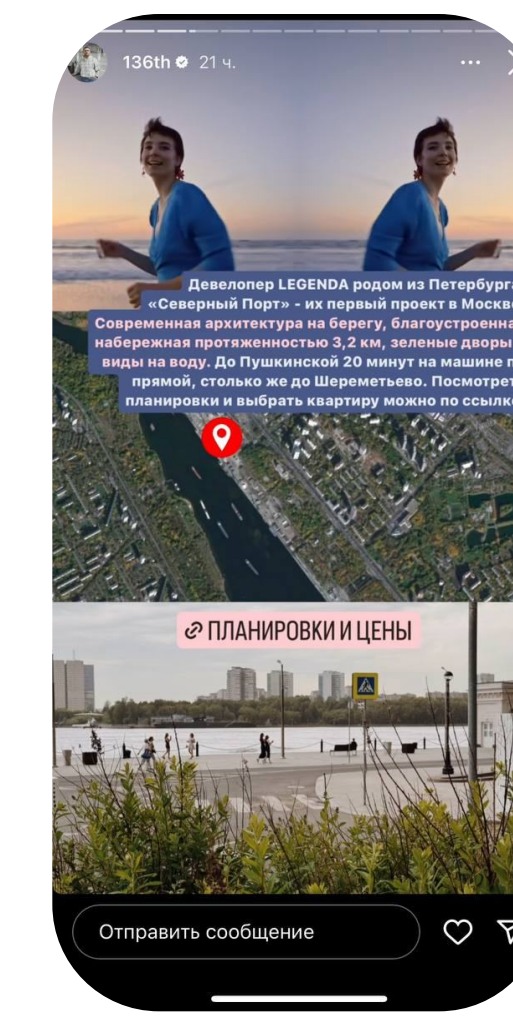 136th 21 ч.
Девелопер LEGENDA родом из Петербурга
«Северный Порт» - их первый проект в Москве
Современная архитектура на берегу, благоустроенна
набережная протяженностью 3,2 км, зеленые дворы
виды на воду. До Пушкинской 20 минут на машине п
прямой, столько же до Шереметьево. Посмотрет
планировки и выбрать квартиру можно по ссылке
ПЛАНИРОВКИ И ЦЕНЫ
Отправить сообщение